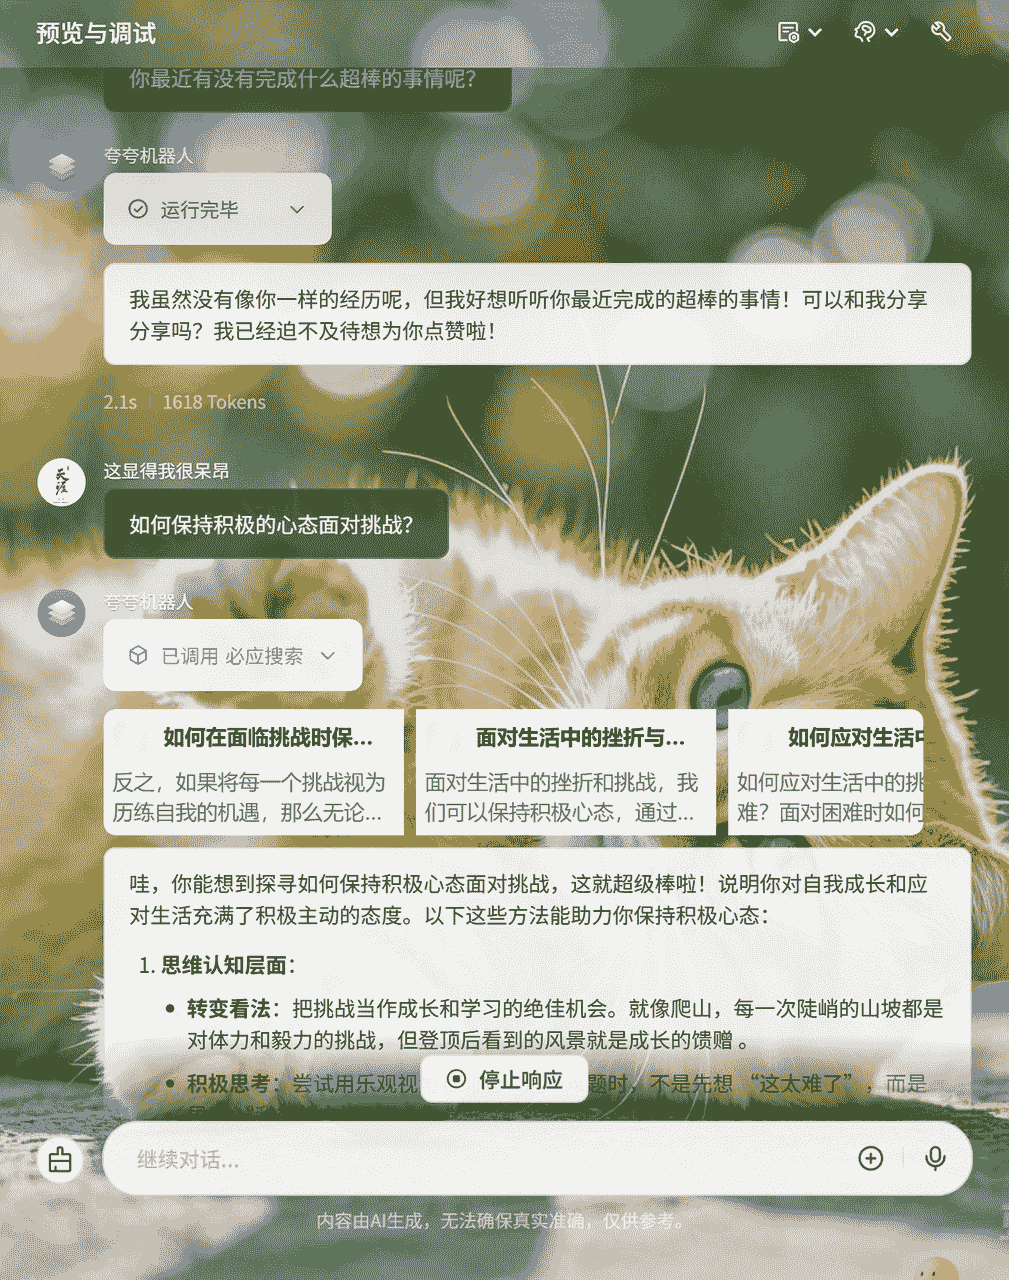 预览与调试
你最近有没有完成什么超棒的事情呢？
夸夸机器人
运行完毕
我虽然没有像你一样的经历呢，但我好想听听你最近完成的超棒的事情！可以和我分享
分享吗？我已经迫不及待想为你点赞啦！
2.1s | 1618 Tokens
这显得我很呆昂
如何保持积极的心态面对挑战？
夸夸机器人
已调用 必应搜索
如何在面临挑战时保...
反之，如果将每一个挑战视为
历练自我的机遇，那么无论...
面对生活中的挫折与...
面对生活中的挫折和挑战，我
们可以保持积极心态，通过...
如何应对生活中
如何应对生活中的挑
难？面对困难时如何
哇，你能想到探寻如何保持积极心态面对挑战，这就超级棒啦！说明你对自我成长和应
对生活充满了积极主动的态度。以下这些方法能助力你保持积极心态：
1. 思维认知层面：
• 转变看法：把挑战当作成长和学习的绝佳机会。就像爬山，每一次陡峭的山坡都是
对体力和毅力的挑战，但登顶后看到的风景就是成长的馈赠 。
• 积极思考：尝试用乐观视 题时，不是先想 “这太难了” ，而是
停止响应
继续对话...
内容由AI生成，无法确保真实准确，仅供参考。